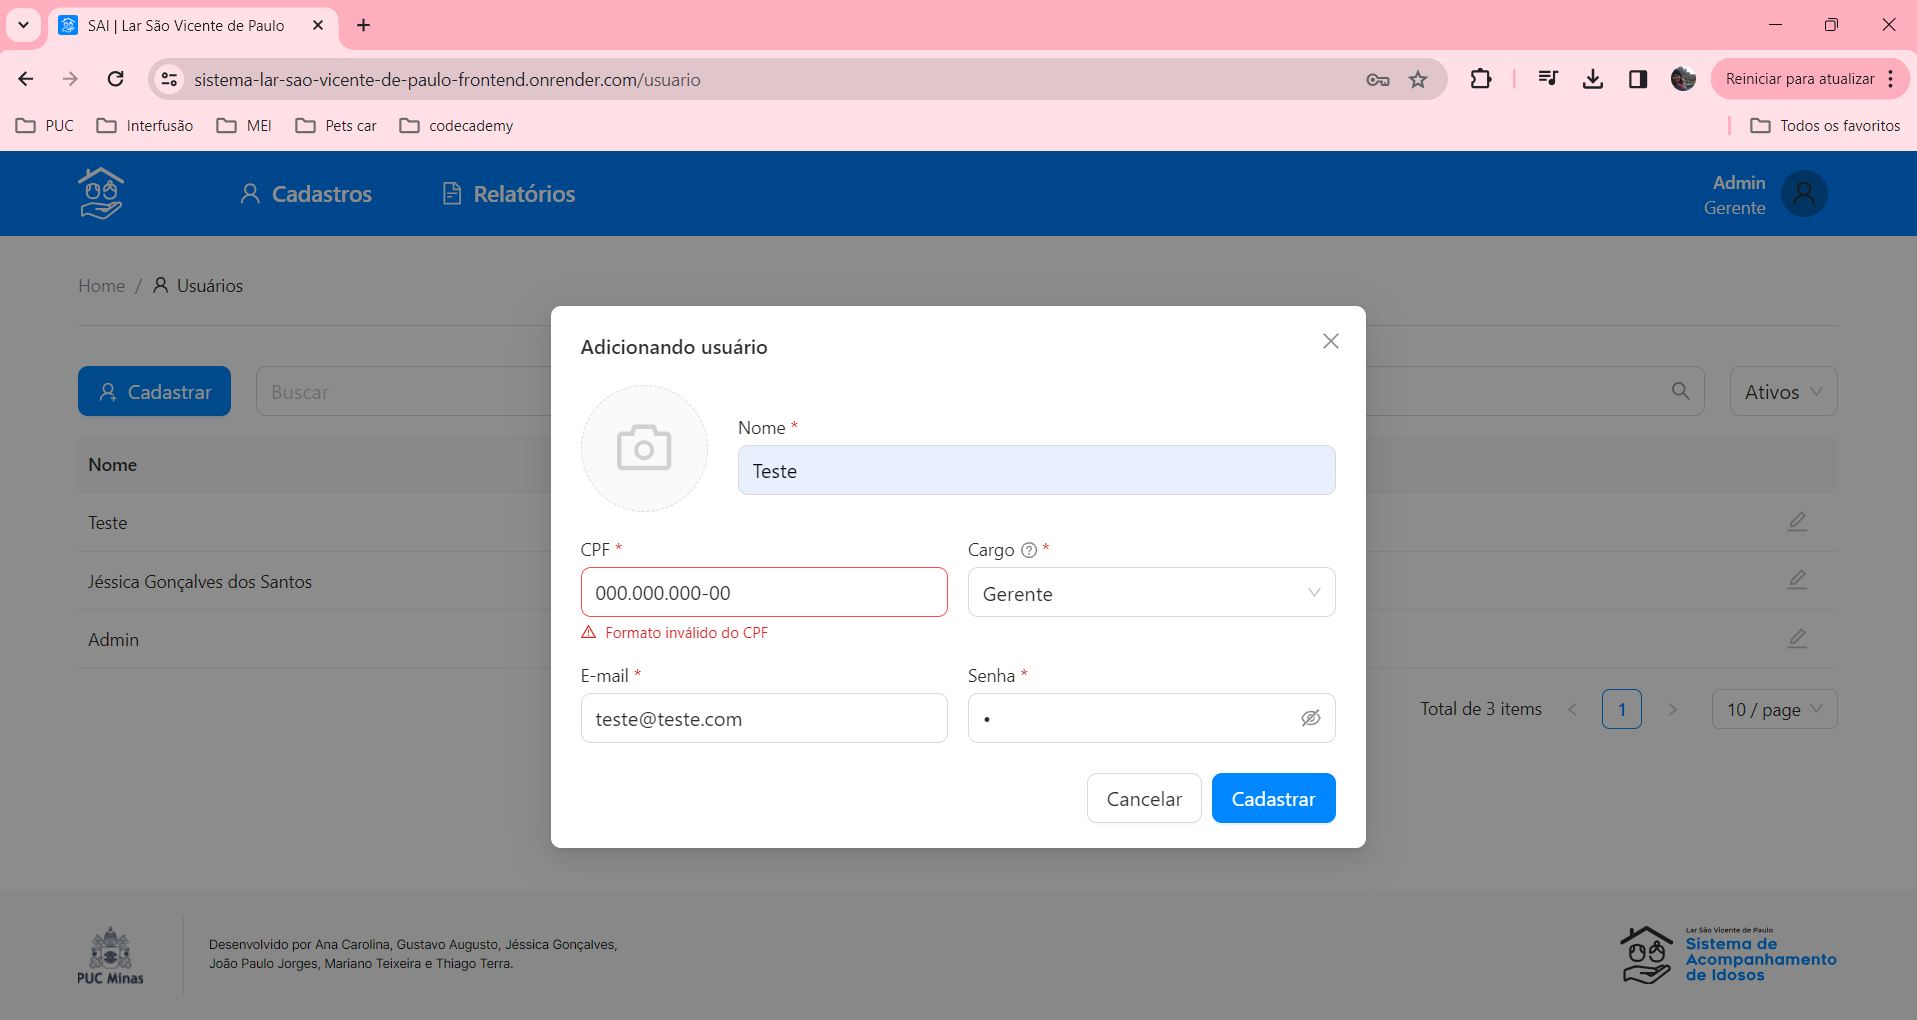 SAI | Lar São Vicente de Paulo
sistema-lar-sao-vicente-de-paulo-frontend.onrender.com/usuario
Reiniciar para atualizar
PUC
Interfusão
MEI
Pets car
codecademy
Todos os favoritos
Cadastros
Relatórios
Admin
Gerente
Home / Usuários
Cadastrar
Buscar
Ativos
Nome
Teste
Jéssica Gonçalves dos Santos
Admin
Total de 3 items
1
10 / page
Adicionando usuário
Nome *
Teste
CPF *
000.000.000-00
Formato inválido do CPF
Cargo ? *
Gerente
E-mail *
teste@teste.com
Senha *
•
Cancelar
Cadastrar
PUC Minas
Desenvolvido por Ana Carolina, Gustavo Augusto, Jéssica Gonçalves,
João Paulo Jorges, Mariano Teixeira e Thiago Terra.
Lar São Vicente de Paulo
Sistema de
Acompanhamento
de Idosos